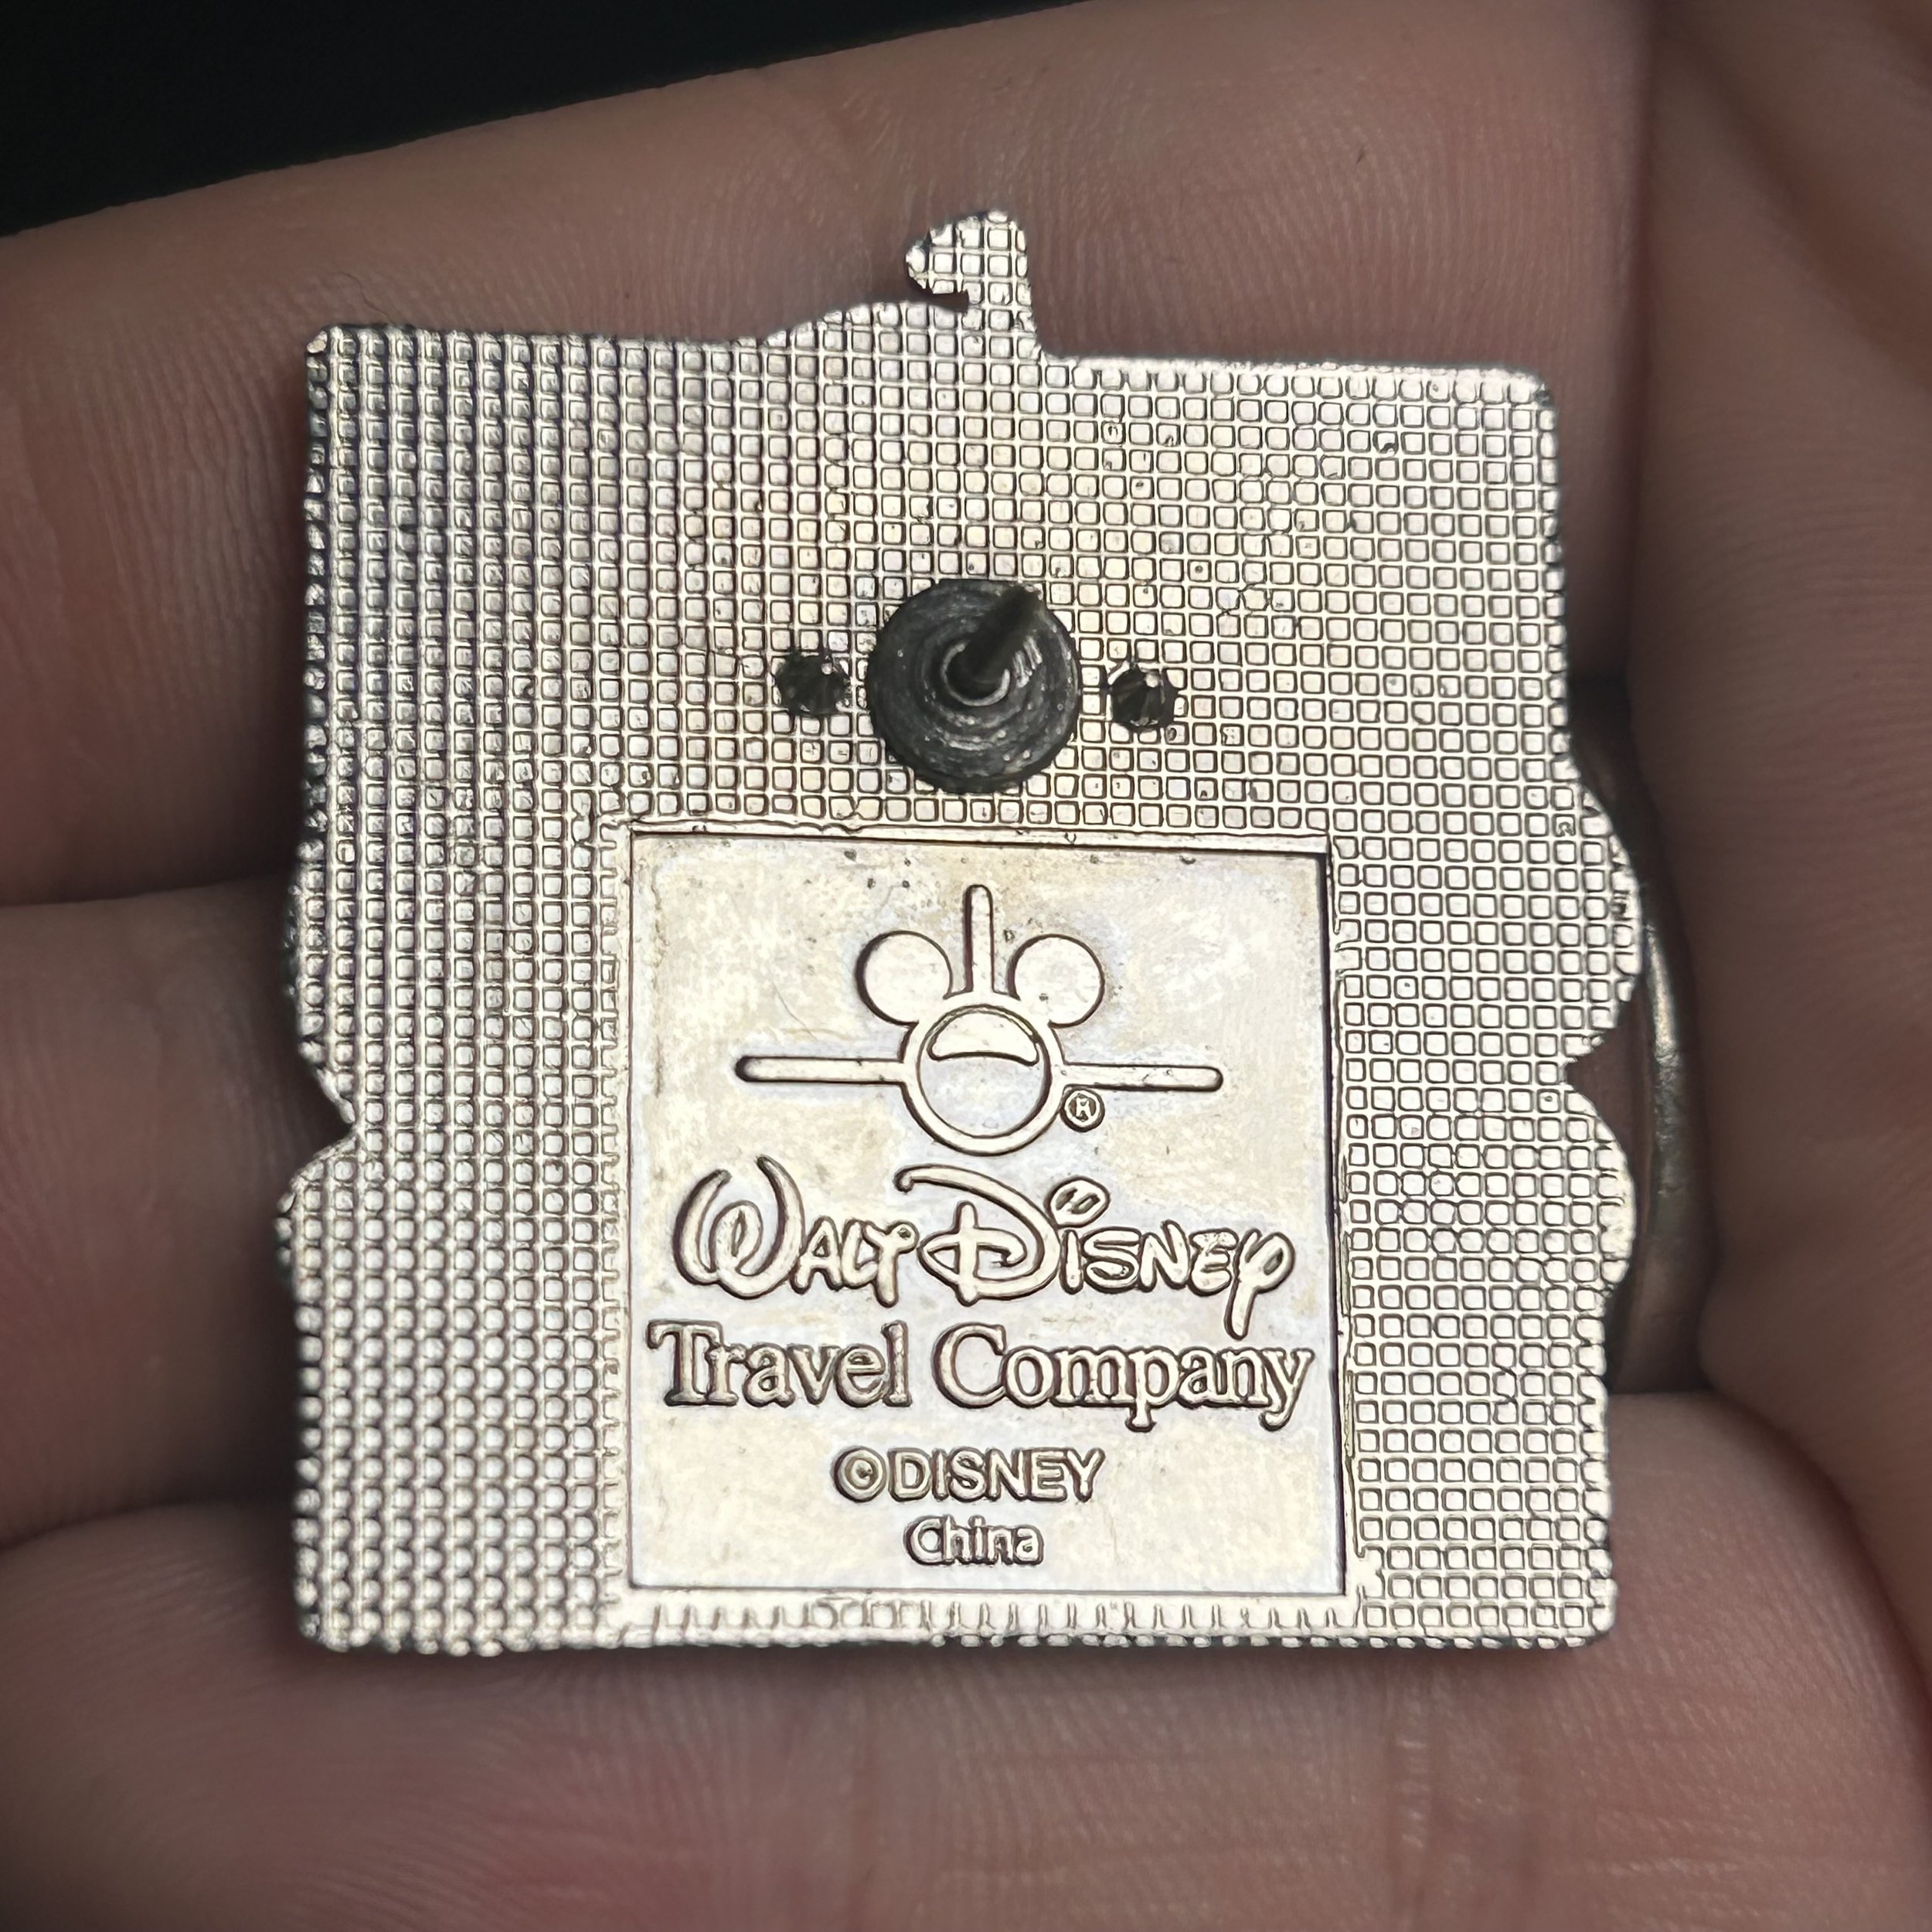 ®
WALT DISNEY
Travel Company
©DISNEY
China